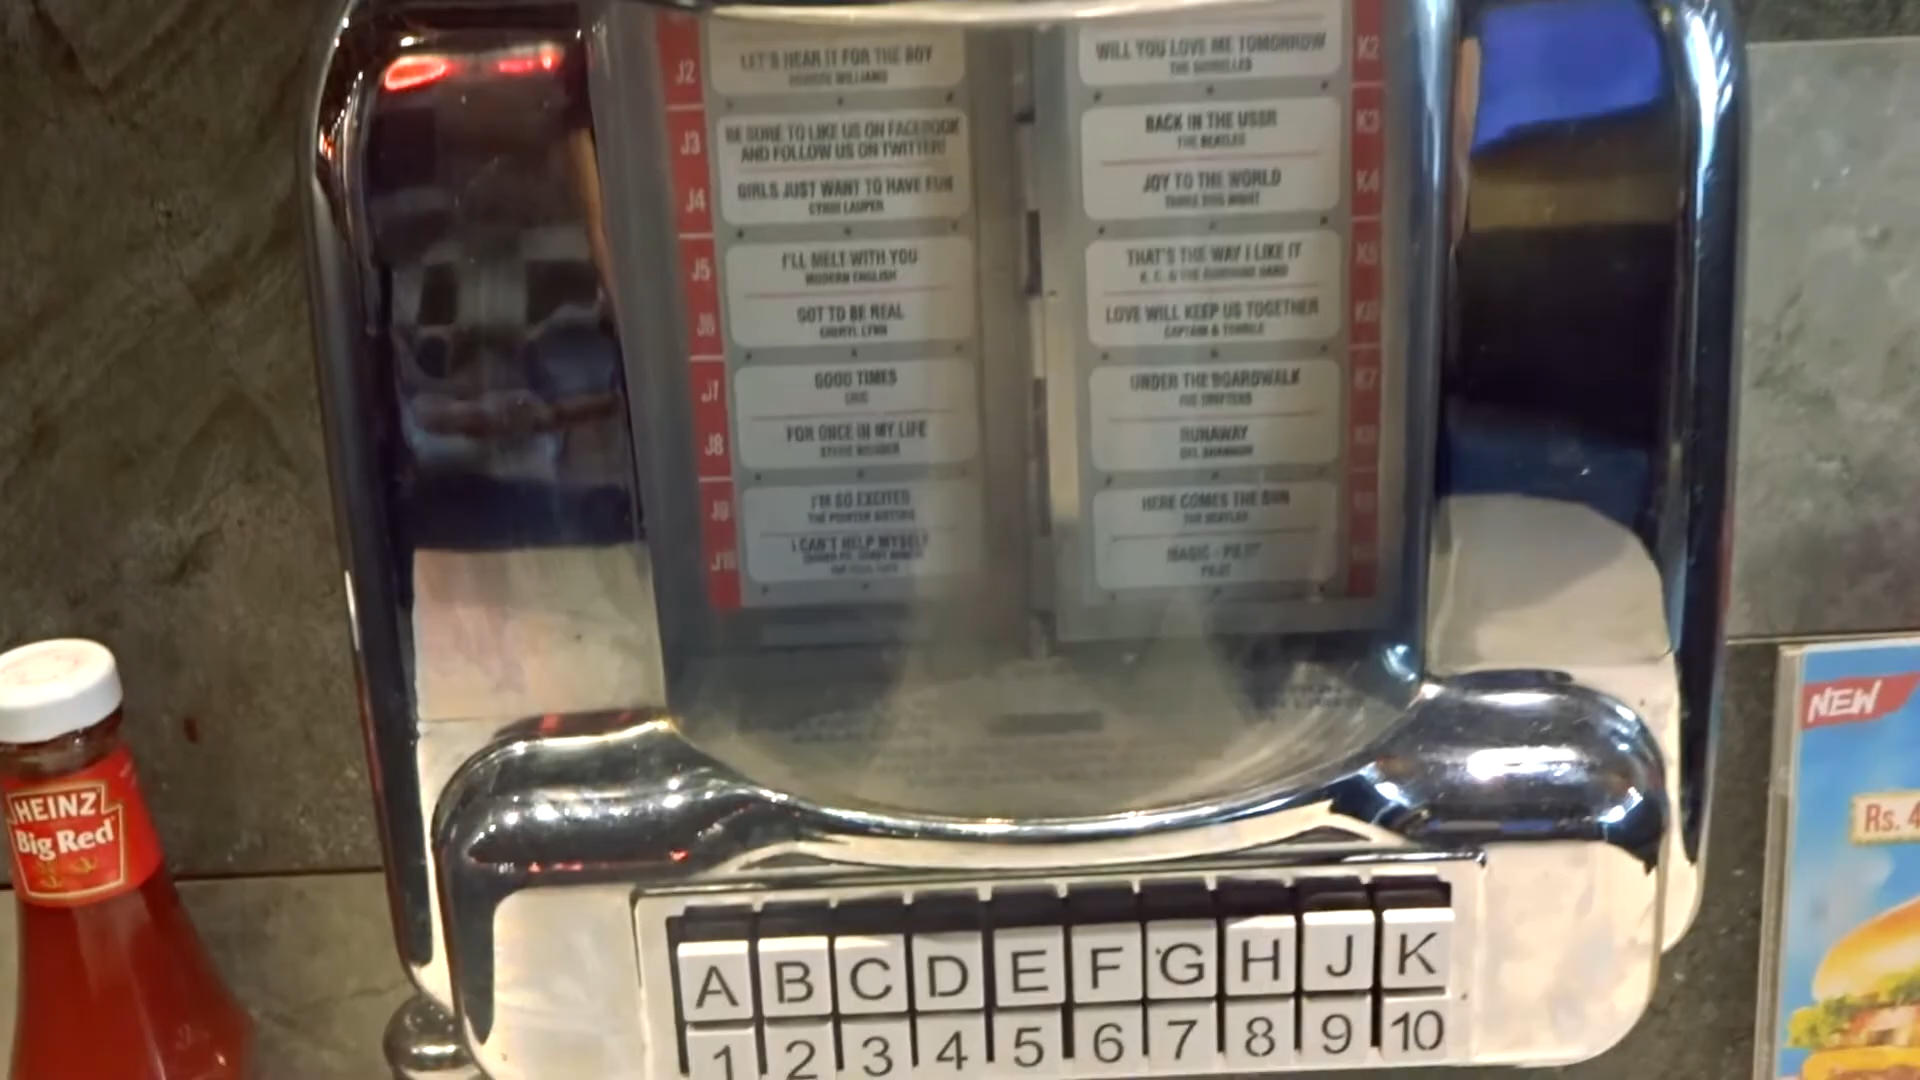 J2
LET'S HEAR IT FOR THE BOY
DENIECE WILLIAMS
J3
BE SURE TO LIKE US ON FACEBOOK
AND FOLLOW US ON TWITTER!
J4
GIRLS JUST WANT TO HAVE FUN
CYNDI LAUPER
J5
I'LL MELT WITH YOU
MODERN ENGLISH
J6
GOT TO BE REAL
CHERYL LYNN
J7
GOOD TIMES
CHIC
J8
FOR ONCE IN MY LIFE
STEVIE WONDER
J9
I'M SO EXCITED
THE POINTER SISTERS
J10
I CAN'T HELP MYSELF
K2
WILL YOU LOVE ME TOMORROW
THE SHIRELLES
K3
BACK IN THE USSR
THE BEATLES
K4
JOY TO THE WORLD
THREE DOG NIGHT
K5
THAT'S THE WAY I LIKE IT
K. C. & THE SUNSHINE BAND
K6
LOVE WILL KEEP US TOGETHER
CAPTAIN & TENNILLE
K7
UNDER THE BOARDWALK
THE DRIFTERS
RUNAWAY
DEL SHANNON
HERE COMES THE SUN
THE BEATLES
MAGIC - PILOT
PILOT
HEINZ
Big Red
NEW
Rs. 4
A B C D E F G H J K
1 2 3 4 5 6 7 8 9 10